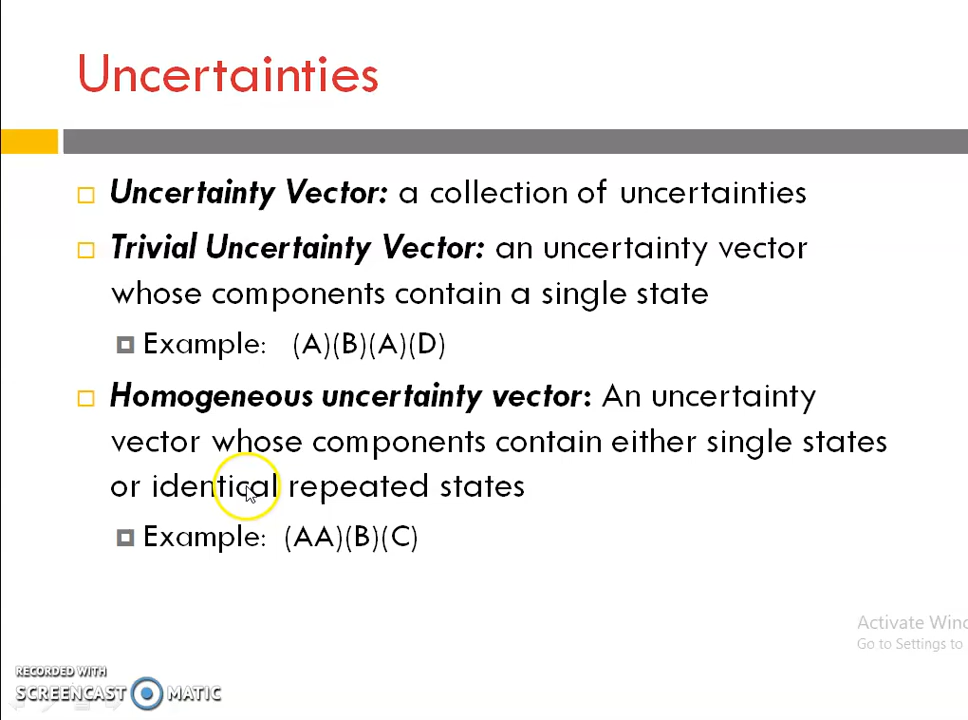 Uncertainties
Uncertainty Vector: a collection of uncertainties
Trivial Uncertainty Vector: an uncertainty vector
whose components contain a single state
Example: (A)(B)(A)(D)
Homogeneous uncertainty vector: An uncertainty
vector whose components contain either single states
or identical repeated states
Example: (AA)(B)(C)
Activate Wind
Go to Settings to
RECORDED WITH
SCREENCAST MATIC